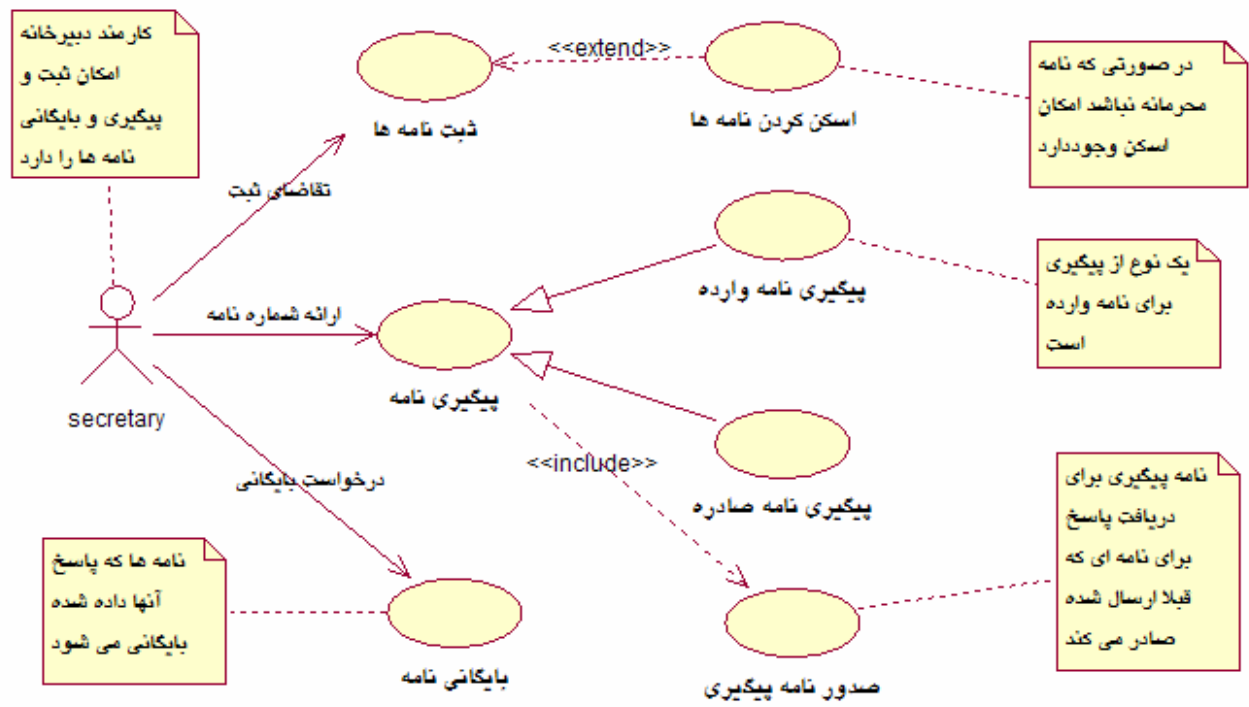 کارمند دبیرخانه
امکان ثبت و
پیگیری و بایگانی
نامه ها را دارد
<<extend>>
ثبت نامه ها
اسکن کردن نامه ها
در صورتی که نامه
محرمانه نباشد امکان
اسکن وجوددارد
تقاضای ثبت
پیگیری نامه وارده
یک نوع از پیگیری
برای نامه وارده
است
ارائه شماره نامه
پیگیری نامه
secretary
<<include>>
پیگیری نامه صادره
نامه پیگیری برای
دریافت پاسخ
برای نامه ای که
قبلا ارسال شده
صادر می کند
درخواست بایگانی
نامه ها که پاسخ
آنها داده شده
بایگانی می شود
بایگانی نامه
صدور نامه پیگیری